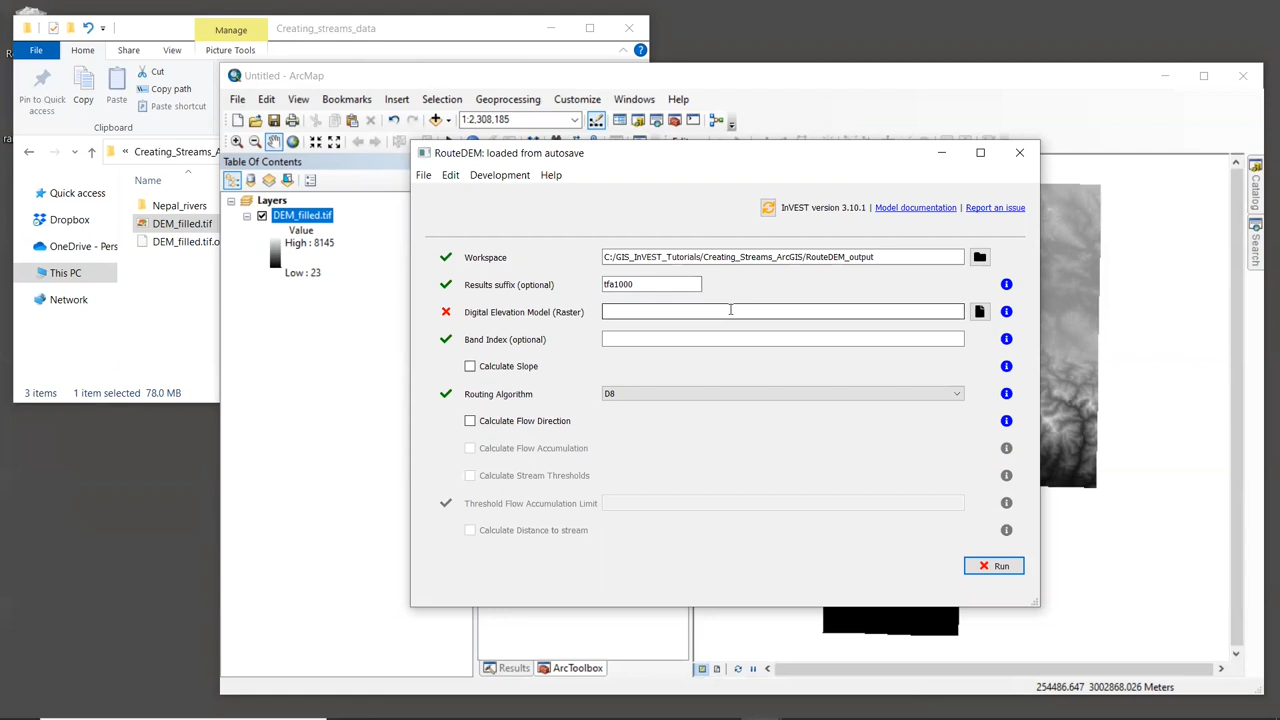 Manage
Creating_streams_data
File
Home
Share
View
Picture Tools
Pin to Quick access
Copy
Paste
Cut
Copy path
Paste shortcut
Clipboard
Creating_Streams_A
Name
Quick access
Dropbox
OneDrive - Pers
This PC
Network
Nepal_rivers
DEM_filled.tif
DEM_filled.tif.o
3 items
1 item selected 78.0 MB
Untitled - ArcMap
File Edit View Bookmarks Insert Selection Geoprocessing Customize Windows Help
1:2,308,185
Table Of Contents
Layers
DEM_filled.tif
Value
High : 8145
Low : 23
RouteDEM: loaded from autosave
File Edit Development Help
InVEST version 3.10.1 | Model documentation | Report an issue
Workspace C:/GIS_InVEST_Tutorials/Creating_Streams_ArcGIS/RouteDEM_output
Results suffix (optional) tfa1000
Digital Elevation Model (Raster)
Band Index (optional)
Calculate Slope
Routing Algorithm D8
Calculate Flow Direction
Calculate Flow Accumulation
Calculate Stream Thresholds
Threshold Flow Accumulation Limit
Calculate Distance to stream
Run
Catalog
Search
Results ArcToolbox
254486.647 3002868.026 Meters